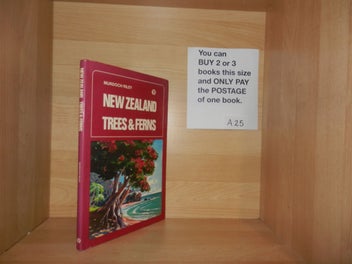 MURDOCH RILEY
NEW ZEALAND
TREES & FERNS
You can
BUY 2 or 3
books this size
and ONLY PAY
the POSTAGE
of one book.
A 25